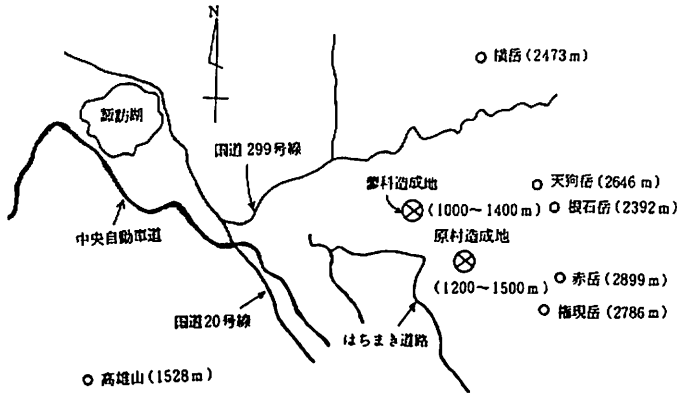 N
横岳(2473m)
諏訪湖
国道299号線
天狗岳(2646m)
蓼科造成地
(1000~1400m)
根石岳(2392m)
中央自動車道
原村造成地
(1200~1500m)
赤岳(2899m)
権現岳(2786m)
国道20号線
はちまき道路
高雄山(1528m)